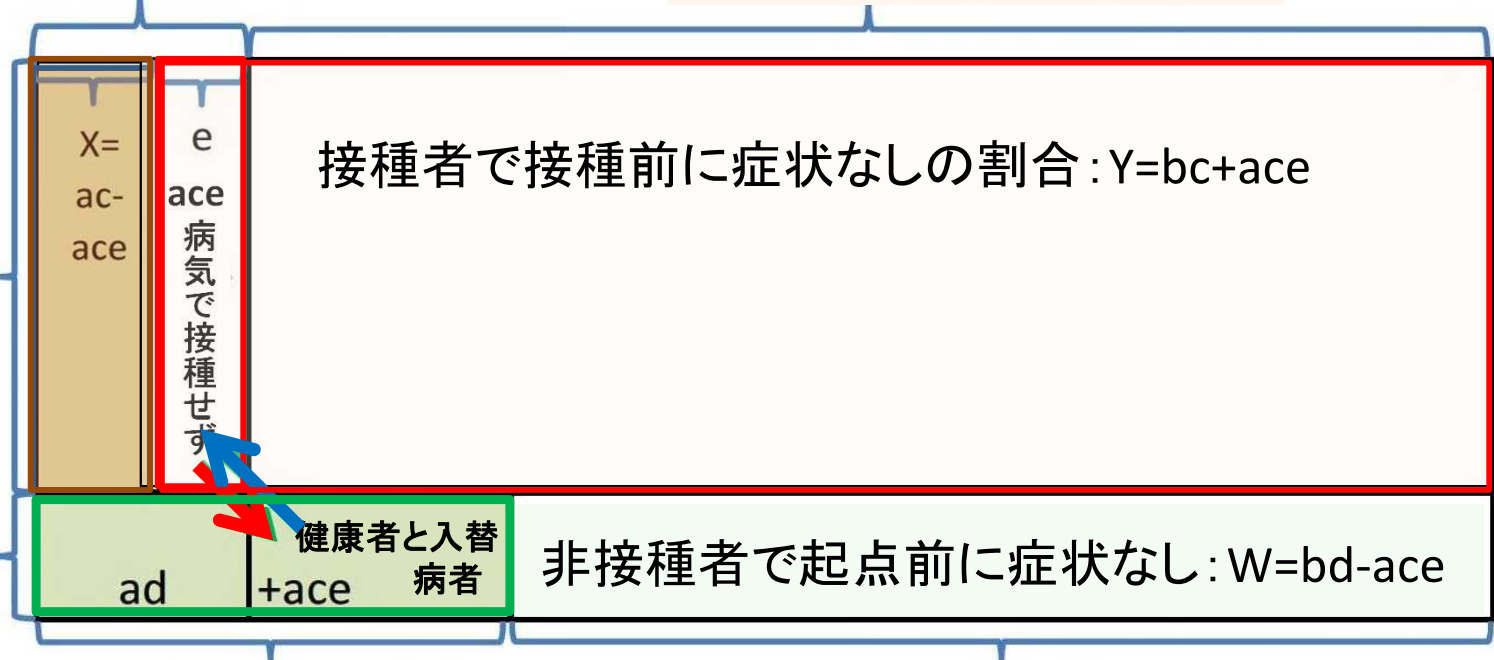 X=
ac-
ace
e
ace
病気で接種せず
接種者で接種前に症状なしの割合:Y=bc+ace
ad
+ace
健康者と入替
病者
非接種者で起点前に症状なし:W=bd-ace